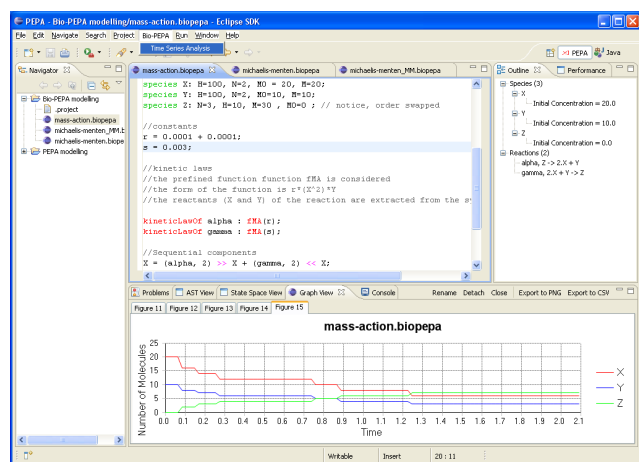 PEPA - Bio-PEPA modelling/mass-action.biopepa - Eclipse SDK
File Edit Navigate Search Project Bio-PEPA Run Window Help
Time Series Analysis
PEPA Java
Navigator
Bio-PEPA modelling
.project
mass-action.biopepa
michaelis-menten_MM.b
michaelis-menten.biope
PEPA modelling
mass-action.biopepa michaelis-menten.biopepa michaelis-menten_MM.biopepa
species X: H=100, N=2, M0 = 20, M=20;
species Y: H=100, N=2, M0=10, M=10;
species Z: N=3, H=10, M=30 , M0=0 ; // notice, order swapped
//constants
r = 0.0001 + 0.0001;
s = 0.003;
//kinetic laws
//the prefined function function fMA is considered
//the form of the function is r*(X^2)*Y
//the reactants (X and Y) of the reaction are extracted from the s
kineticLawOf alpha : fMA(r);
kineticLawOf gamma : fMA(s);
//Sequential components
X = (alpha, 2) >> X + (gamma, 2) << X;
Outline Performance
Species (3)
X
Initial Concentration = 20.0
Y
Initial Concentration = 10.0
Z
Initial Concentration = 0.0
Reactions (2)
alpha, Z -> 2.X + Y
gamma, 2.X + Y -> Z
Problems AST View State Space View Graph View Console Rename Detach Close Export to PNG Export to CSV
Figure 11 Figure 12 Figure 13 Figure 14 Figure 15
mass-action.biopepa
Number of Molecules
25
20
15
10
5
0
0.0 0.1 0.2 0.3 0.4 0.5 0.6 0.7 0.8 0.9 1.0 1.1 1.2 1.3 1.4 1.5 1.6 1.7 1.8 1.9 2.0 2.1
Time
X
Y
Z
Writable Insert 20 : 11